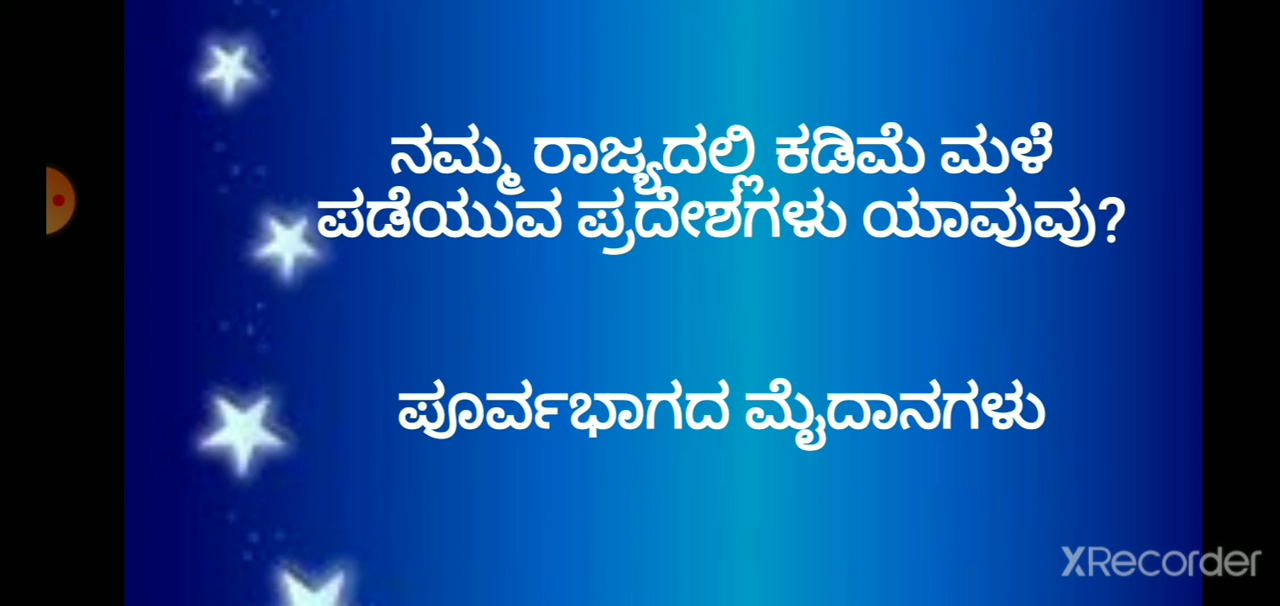 ನಮ್ಮ ರಾಜ್ಯದಲ್ಲಿ ಕಡಿಮೆ ಮಳೆ
ಪಡೆಯುವ ಪ್ರದೇಶಗಳು ಯಾವುವು?
ಪೂರ್ವಭಾಗದ ಮೈದಾನಗಳು
XRecorder